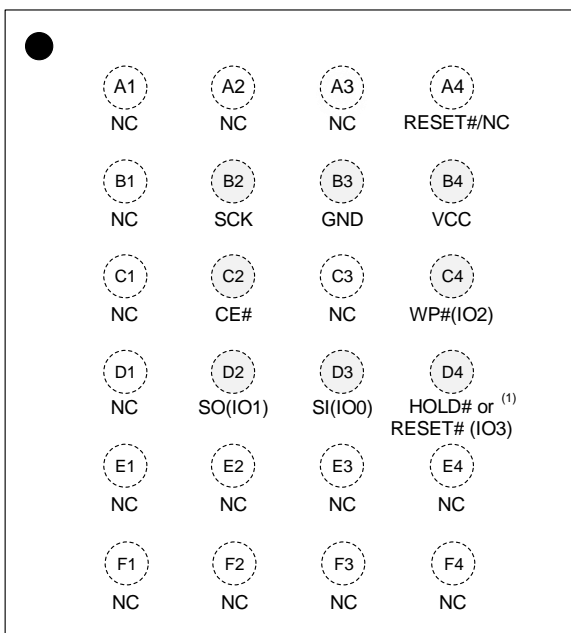 A1 A2 A3 A4
NC NC NC RESET#/NC
B1 B2 B3 B4
NC SCK GND VCC
C1 C2 C3 C4
NC CE# NC WP#(IO2)
D1 D2 D3 D4
NC SO(IO1) SI(IO0) HOLD# or (1)
RESET# (IO3)
E1 E2 E3 E4
NC NC NC NC
F1 F2 F3 F4
NC NC NC NC